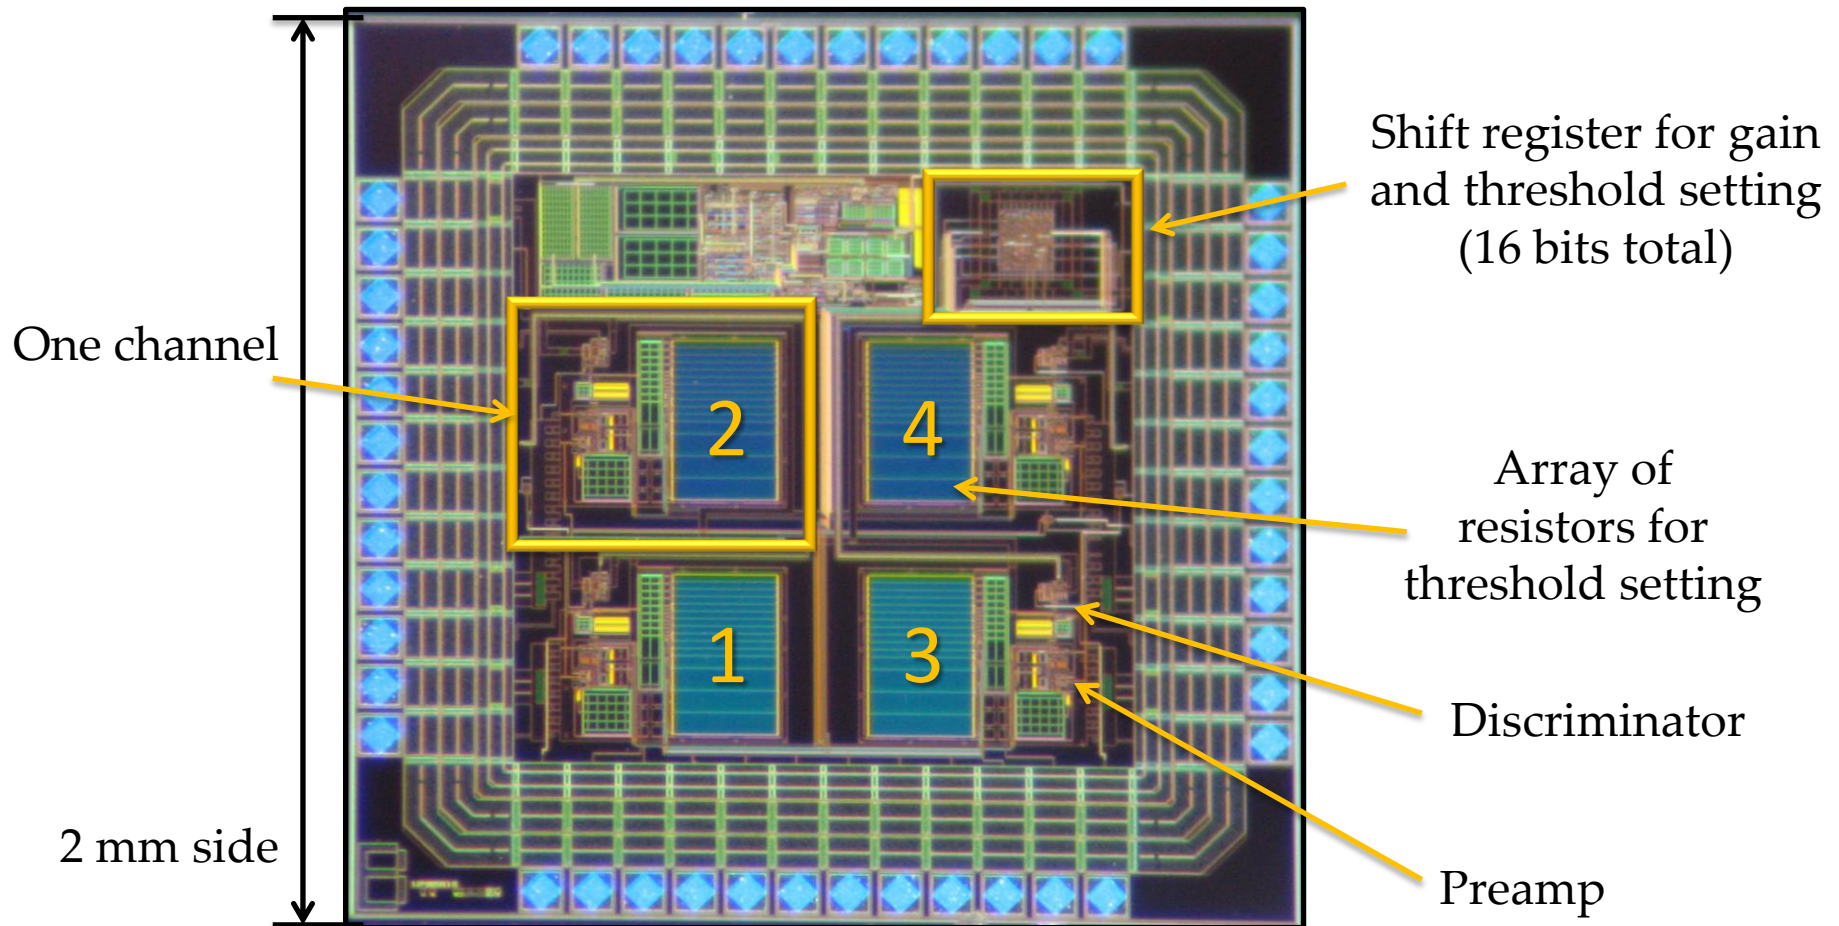 Shift register for gain
and threshold setting
(16 bits total)
One channel
2
4
Array of
resistors for
threshold setting
1
3
Discriminator
2 mm side
Preamp